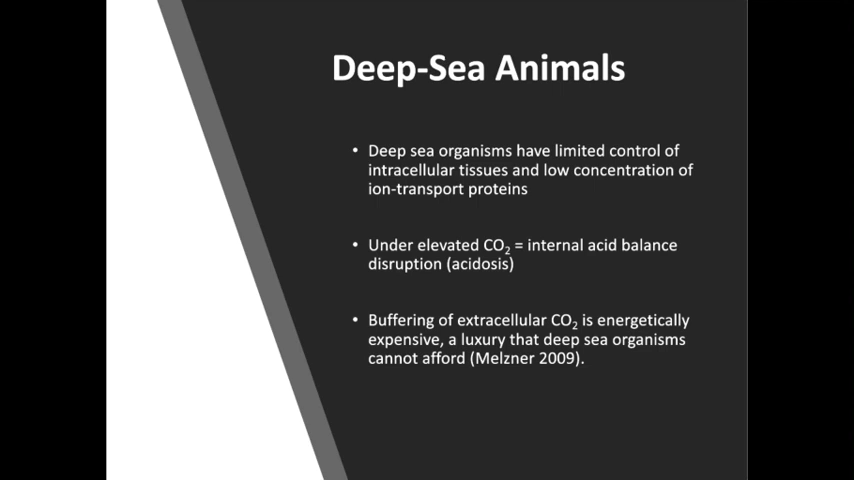 Deep-Sea Animals
• Deep sea organisms have limited control of
intracellular tissues and low concentration of
ion-transport proteins
• Under elevated CO₂ = internal acid balance
disruption (acidosis)
• Buffering of extracellular CO₂ is energetically
expensive, a luxury that deep sea organisms
cannot afford (Melzner 2009).